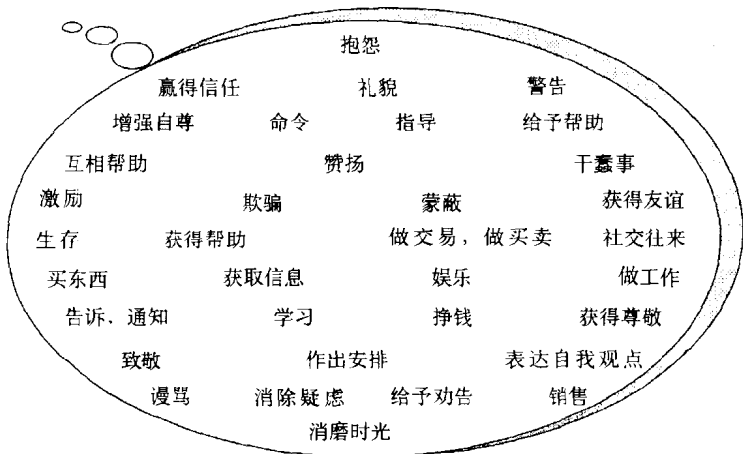 抱怨
赢得信任 礼貌 警告
增强自尊 命令 指导 给予帮助
互相帮助 赞扬 干蠢事
激励 欺骗 蒙蔽 获得友谊
生存 获得帮助 做交易，做买卖 社交往来
买东西 获取信息 娱乐 做工作
告诉、通知 学习 挣钱 获得尊敬
致敬 作出安排 表达自我观点
谩骂 消除疑虑 给予劝告 销售
消磨时光